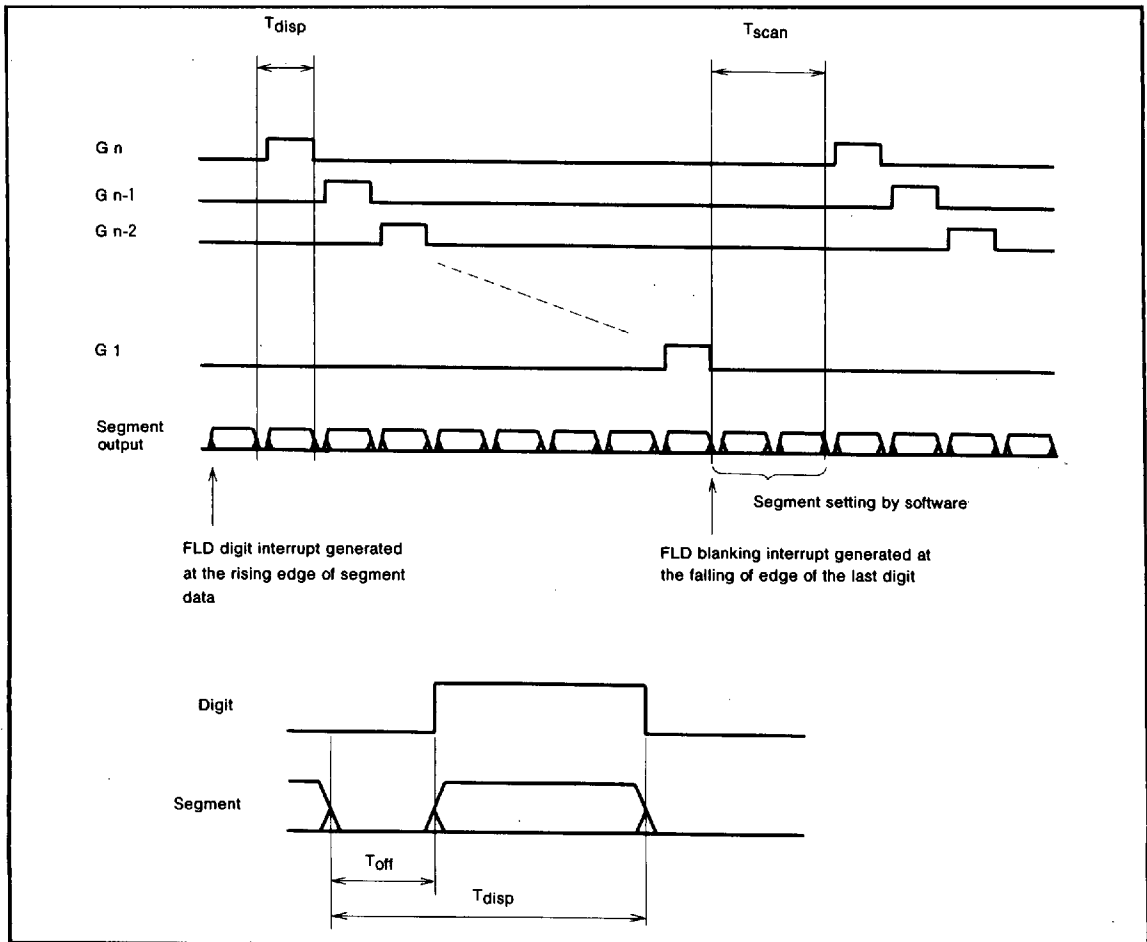 Tdisp
Tscan
G n
G n-1
G n-2
G 1
Segment
output
Segment setting by software
FLD digit interrupt generated
at the rising edge of segment
data
FLD blanking interrupt generated at
the falling of edge of the last digit
Digit
Segment
Toff
Tdisp